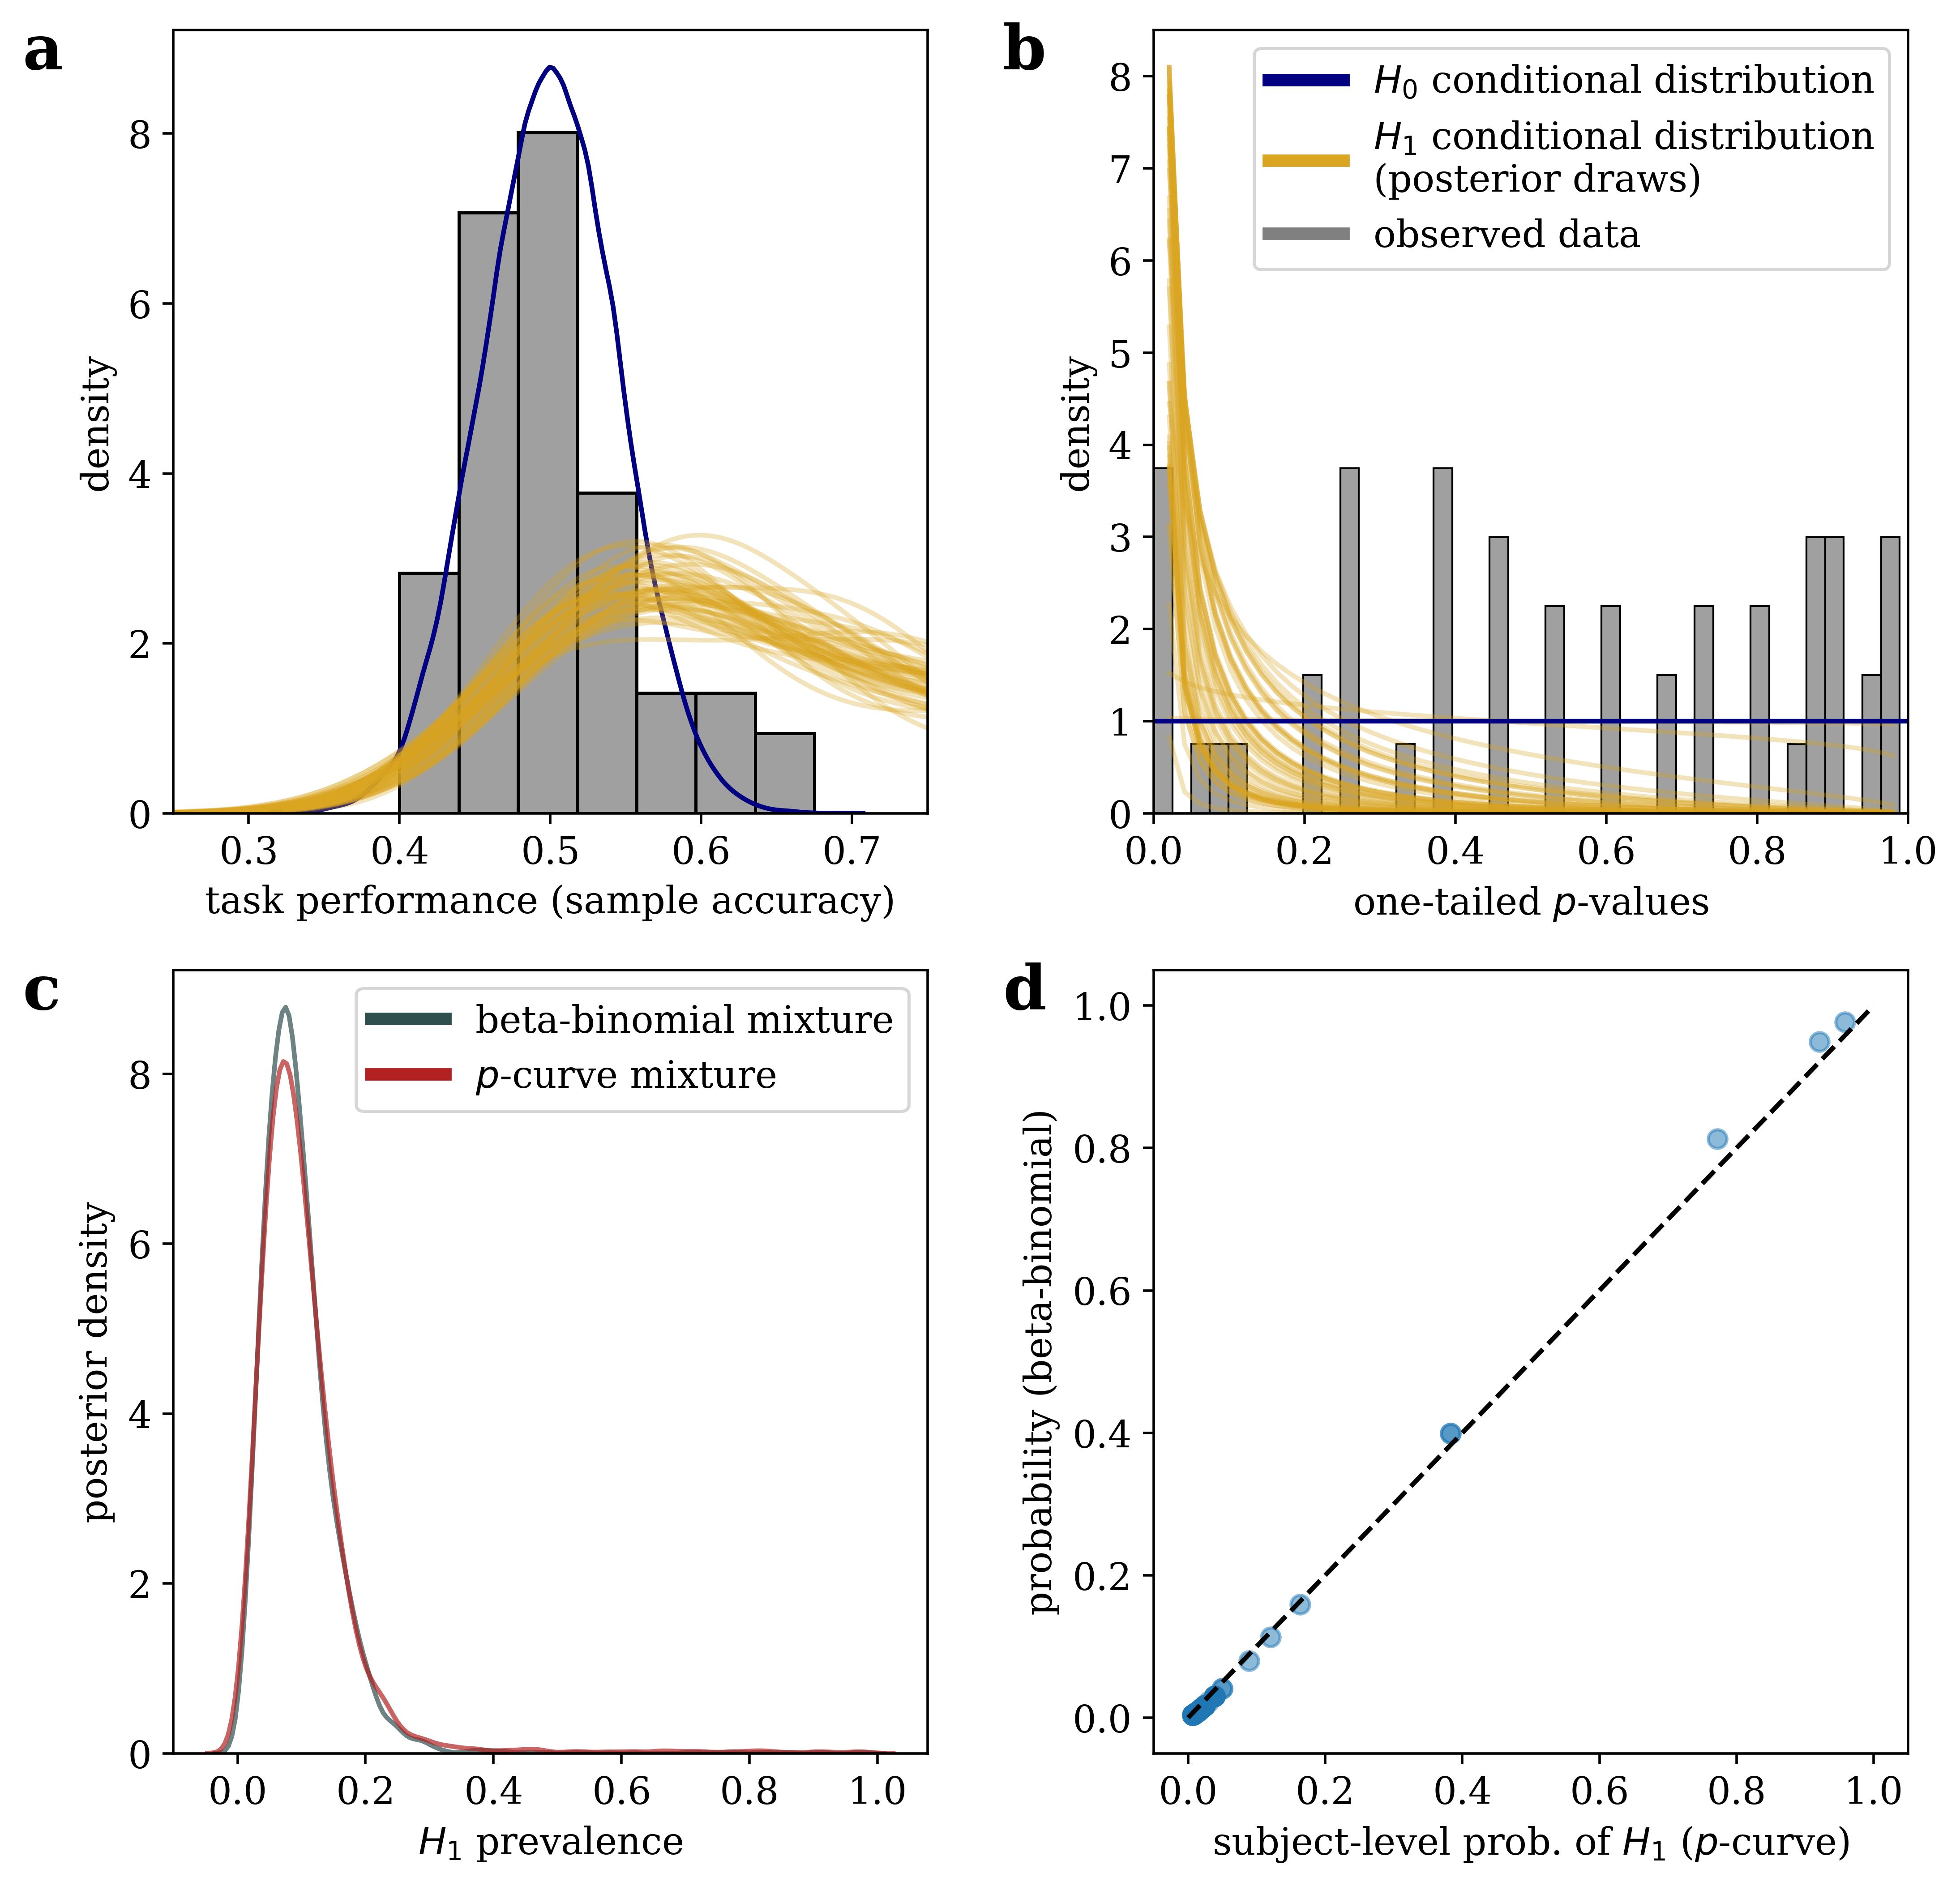 a
8
6
4
2
0
density
0.3 0.4 0.5 0.6 0.7
task performance (sample accuracy)
b
8
7
6
5
4
3
2
1
0
density
H₀ conditional distribution
H₁ conditional distribution
(posterior draws)
observed data
0.0 0.2 0.4 0.6 0.8 1.0
one-tailed p-values
c
8
6
4
2
0
posterior density
beta-binomial mixture
p-curve mixture
0.0 0.2 0.4 0.6 0.8 1.0
H₁ prevalence
d
1.0
0.8
0.6
0.4
0.2
0.0
probability (beta-binomial)
0.0 0.2 0.4 0.6 0.8 1.0
subject-level prob. of H₁ (p-curve)